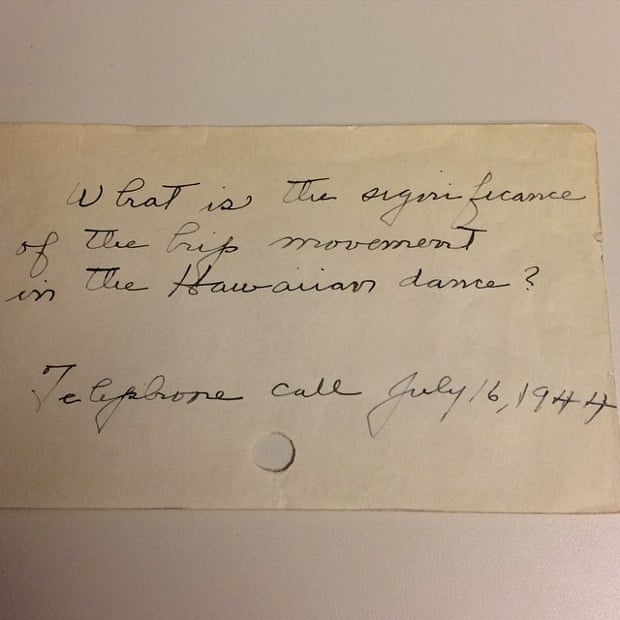 What is the significance
of the hip movement
in the Hawaiian dance?
Telephone call July 16, 1944